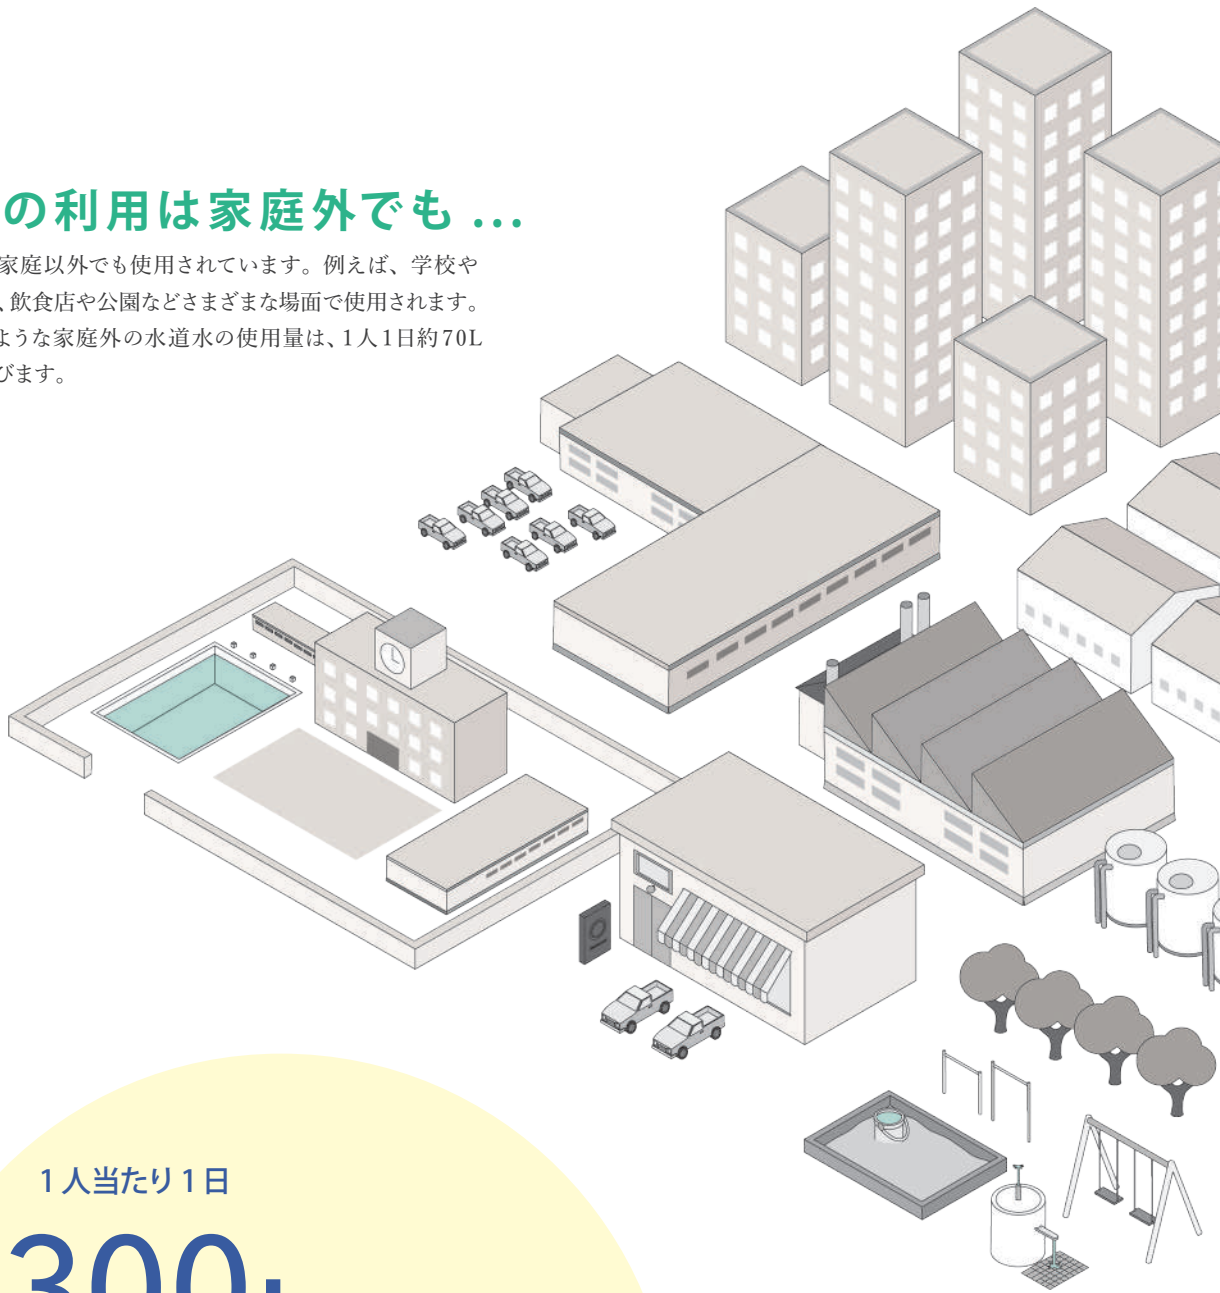 の利用は家庭外でも...
家庭以外でも使用されています。例えば、学校や
、飲食店や公園などさまざまな場面で使用されます。
ような家庭外の水道水の使用量は、1人1日約70L
びます。
1人当たり1日
300